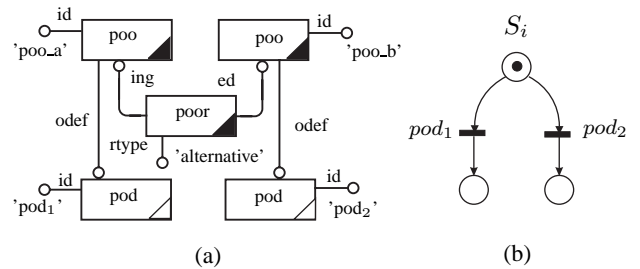 id
'poo_a'
poo
poo
id
'poo_b'
ing
ed
poor
odef
odef
rtype
'alternative'
id
'pod₁'
pod
pod
id
'pod₂'
(a)
Sᵢ
pod₁
pod₂
(b)